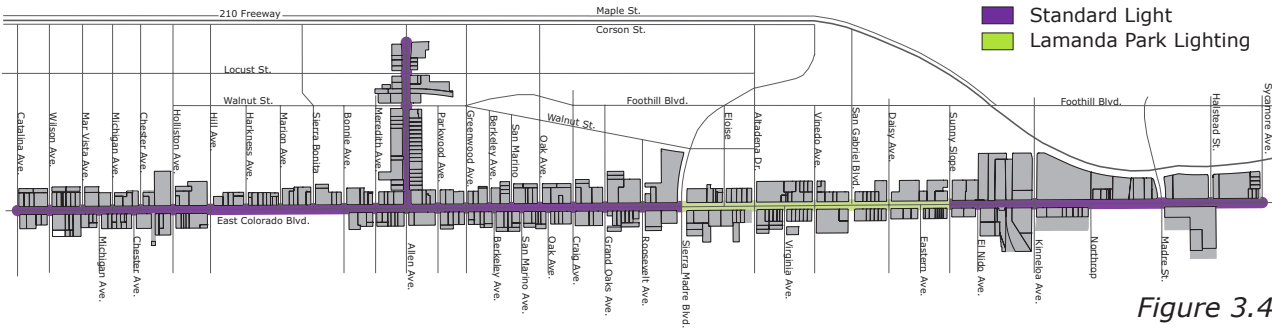 210 Freeway
Maple St.
Corson St.
Standard Light
Lamanda Park Lighting
Locust St.
Walnut St.
Foothill Blvd.
Walnut St.
Foothill Blvd.
Catalina Ave.
Wilson Ave.
Mar Vista Ave.
Michigan Ave.
Chester Ave.
Holliston Ave.
Hill Ave.
Harkness Ave.
Marion Ave.
Sierra Bonita
Bonnie Ave.
Meredith Ave.
Parkwood Ave.
Greenwood Ave.
Berkeley Ave.
San Marino
Oak Ave.
Eloise
Altadena Dr.
Vinedo Ave.
San Gabriel Blvd.
Daisy Ave.
Sunny Slope
Halstead St.
Sycamore Ave.
East Colorado Blvd.
Michigan Ave.
Chester Ave.
Allen Ave.
Berkeley Ave.
San Marino Ave.
Oak Ave.
Craig Ave.
Grand Oaks Ave.
Roosevelt Ave.
Sierra Madre Blvd.
Virginia Ave.
Eastern Ave.
El Nido Ave.
Kinneloa Ave.
Northrop
Madre St.
Figure 3.4